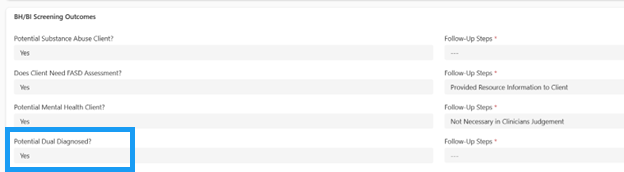 BH/BI Screening Outcomes
Potential Substance Abuse Client? Follow-Up Steps *
Yes ---
Does Client Need FASD Assessment? Follow-Up Steps *
Yes Provided Resource Information to Client
Potential Mental Health Client? Follow-Up Steps *
Yes Not Necessary in Clinicians Judgement
Potential Dual Diagnosed? Follow-Up Steps *
Yes ---